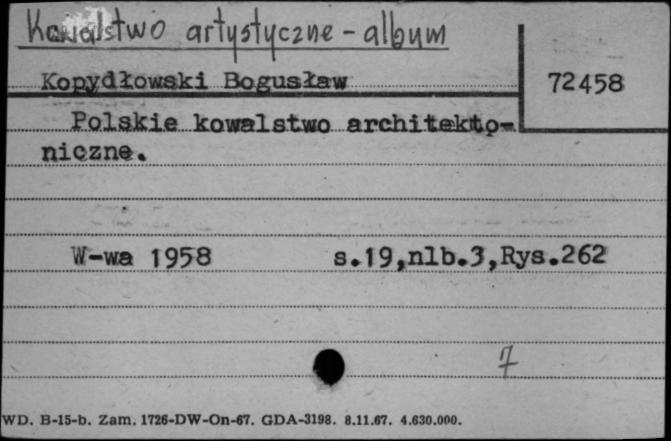 Kowalstwo artystyczne - album
Kopydłowski Bogusław
72458
Polskie kowalstwo architekto-
niczne.
W-wa 1958 s.19,nlb.3,Rys.262
7
WD. B-15-b. Zam. 1726-DW-On-67. GDA-3198. 8.11.67. 4.630.000.